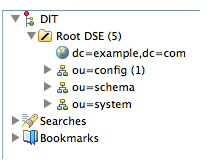 DIT
Root DSE (5)
dc=example,dc=com
ou=config (1)
ou=schema
ou=system
Searches
Bookmarks